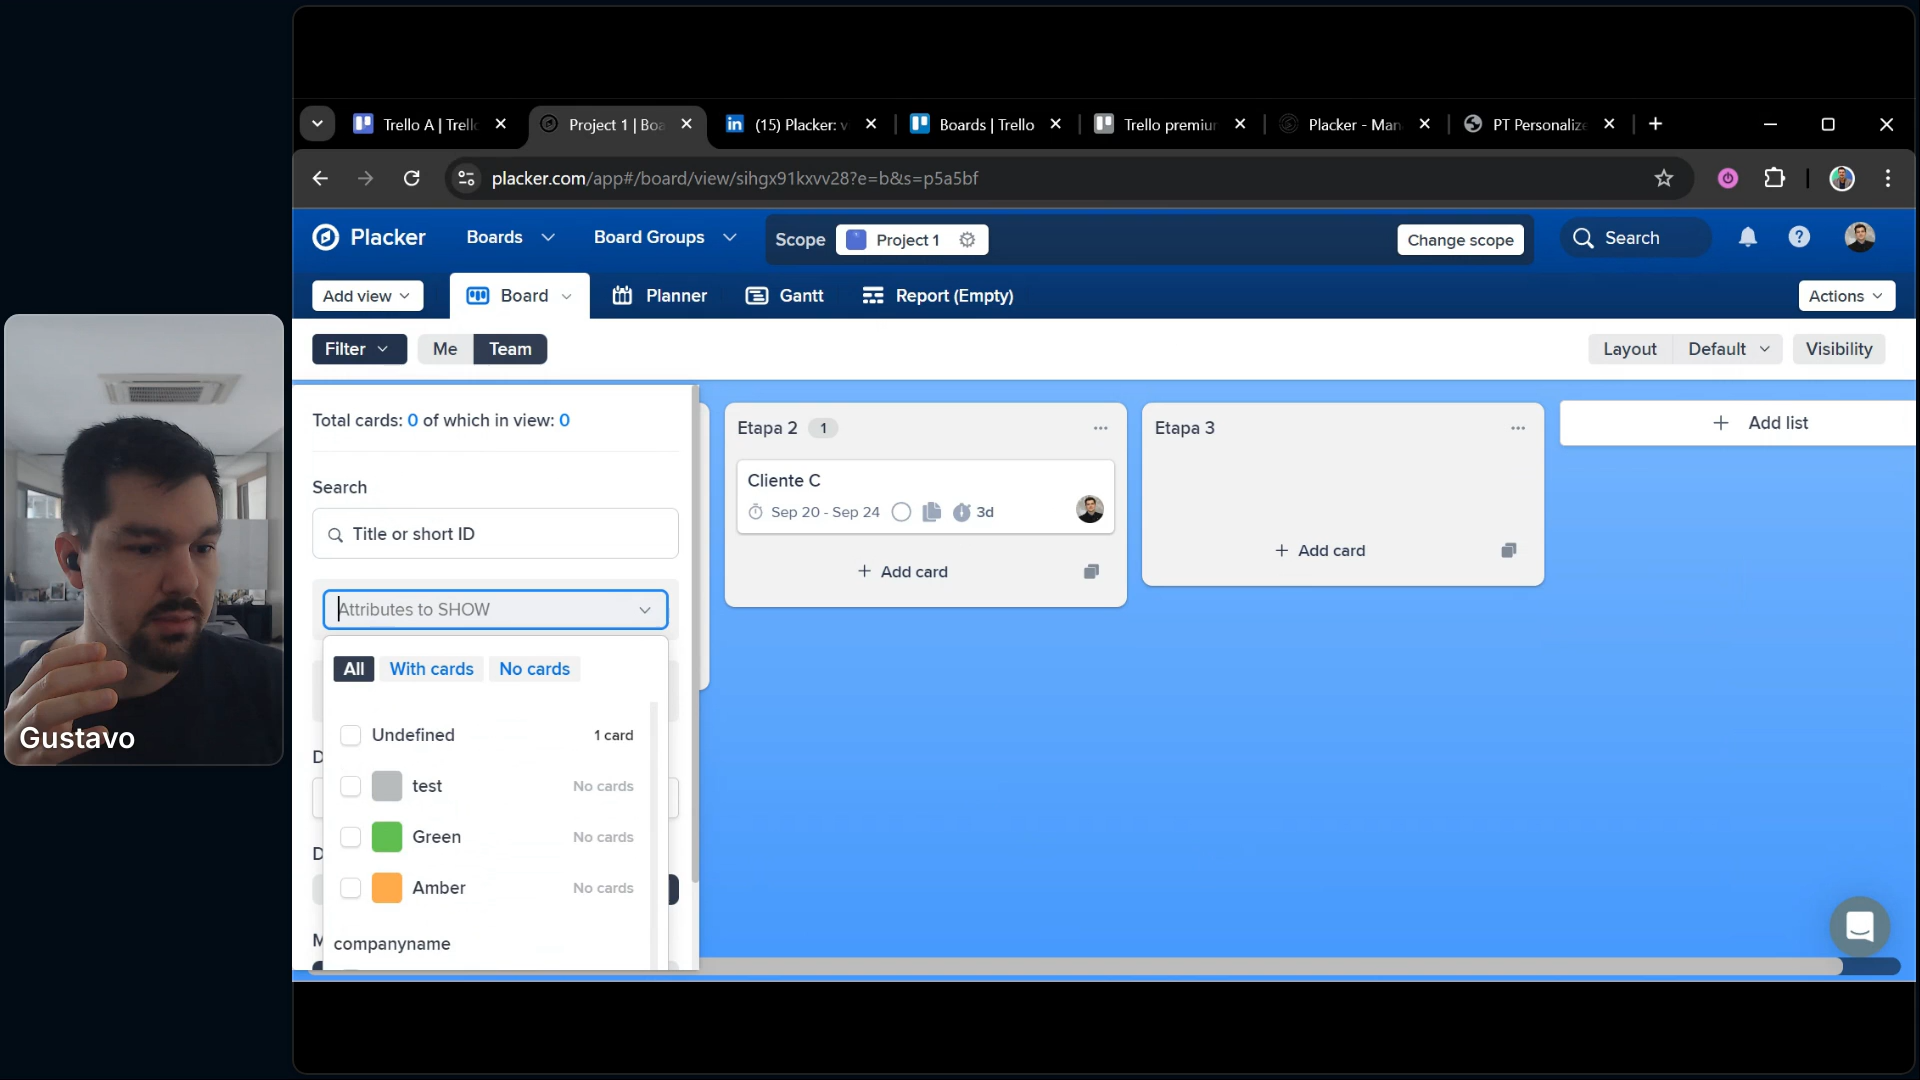 Trello A | Trello
Project 1 | Boa
(15) Placker: v
Boards | Trello
Trello premiur
Placker - Man
PT Personalize
placker.com/app#/board/view/sihgx91kxvv28?e=b&s=p5a5bf
Placker
Boards
Board Groups
Scope
Project 1
Change scope
Search
Add view
Board
Planner
Gantt
Report (Empty)
Actions
Filter
Me
Team
Layout
Default
Visibility
Total cards: 0 of which in view: 0
Search
Title or short ID
Attributes to SHOW
All
With cards
No cards
Undefined
1 card
test
No cards
Green
No cards
Amber
No cards
companyname
D
D
M
Etapa 2
1
Cliente C
Sep 20 - Sep 24
3d
+ Add card
Etapa 3
+ Add card
+ Add list
Gustavo